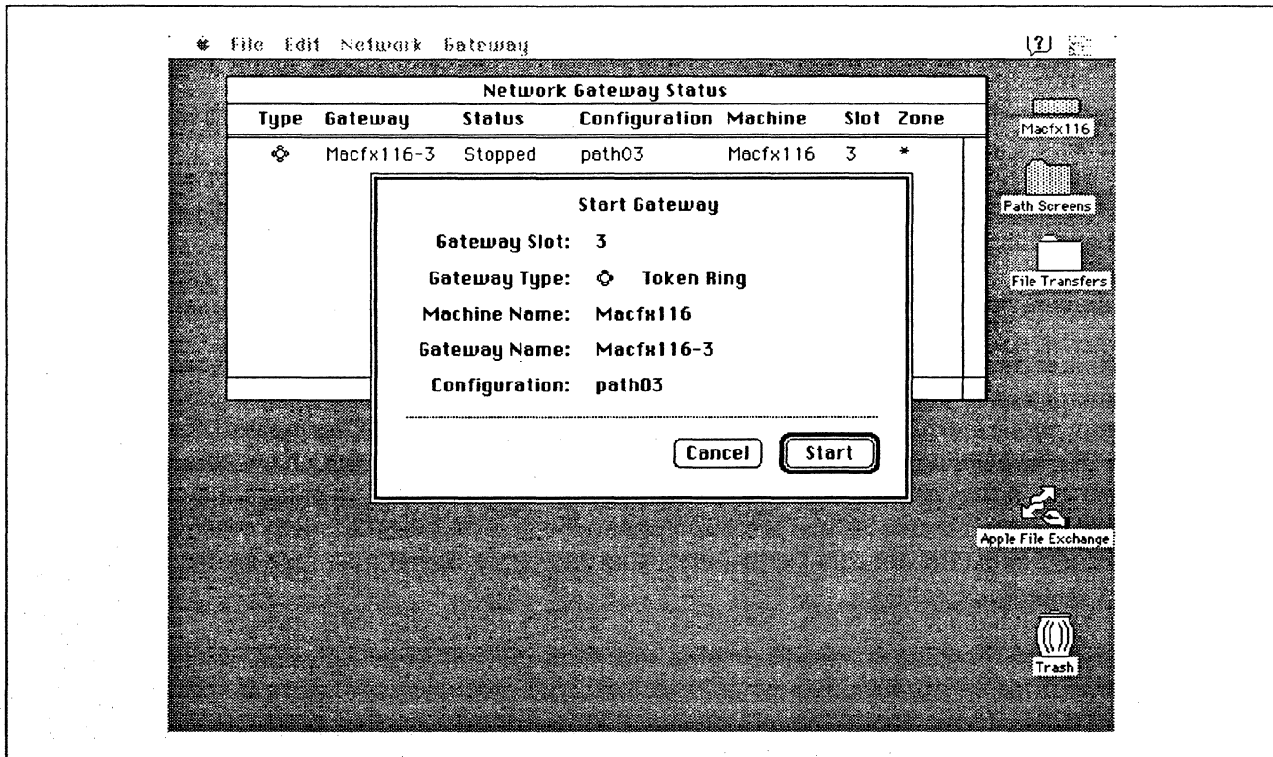 File Edit Network Gateway
Network Gateway Status
Type Gateway Status Configuration Machine Slot Zone
Macfx116-3 Stopped path03 Macfx116 3 *
Start Gateway
Gateway Slot: 3
Gateway Type: Token Ring
Machine Name: Macfx116
Gateway Name: Macfx116-3
Configuration: path03
Cancel Start
Macfx116
Path Screens
File Transfers
Apple File Exchange
Trash